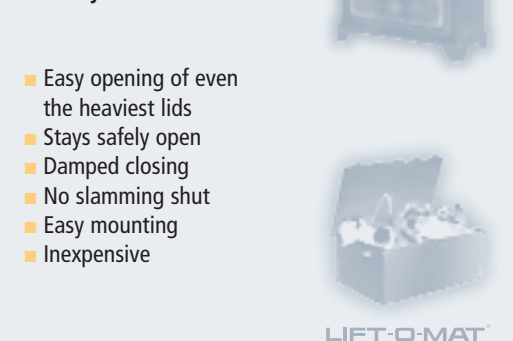 Easy opening of even
the heaviest lids
Stays safely open
Damped closing
No slamming shut
Easy mounting
Inexpensive
LIFT-O-MAT®